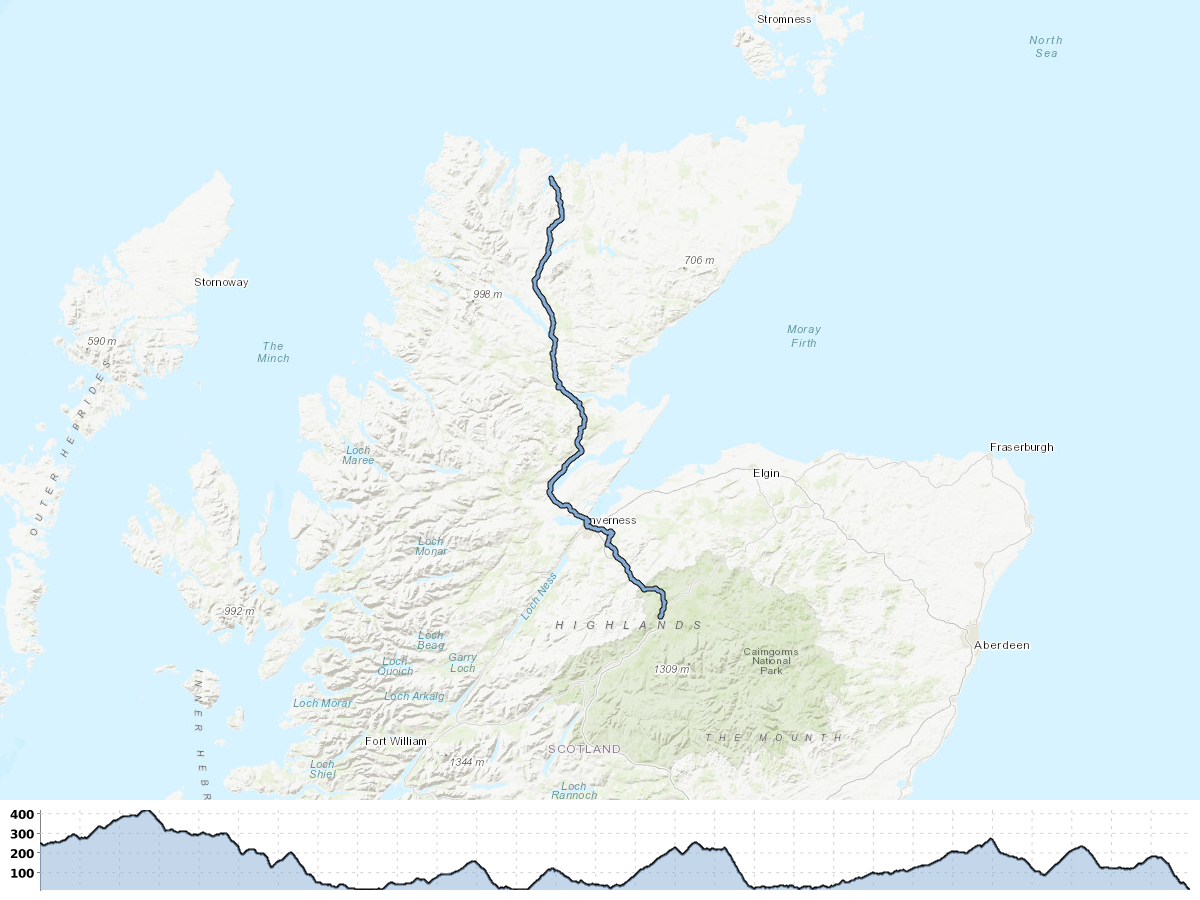 Stromness
North
Sea
706 m
Stornoway
998 m
Moray
Firth
590 m
The
Minch
OUTER HEBRIDES
Loch
Maree
Fraserburgh
Elgin
nverness
Loch
Monar
Loch Ness
992 m
HIGHLANDS
Loch
Beag
Garry
Loch
Loch
Quoich
Cairngorms
National
Park
1309 m
Aberdeen
Loch Arkaig
Loch Morar
INNER HEBR
Fort William
THE MOUNTH
SCOTLAND
1344 m
Loch
Shiel
Loch
Rannoch
400
300
200
100